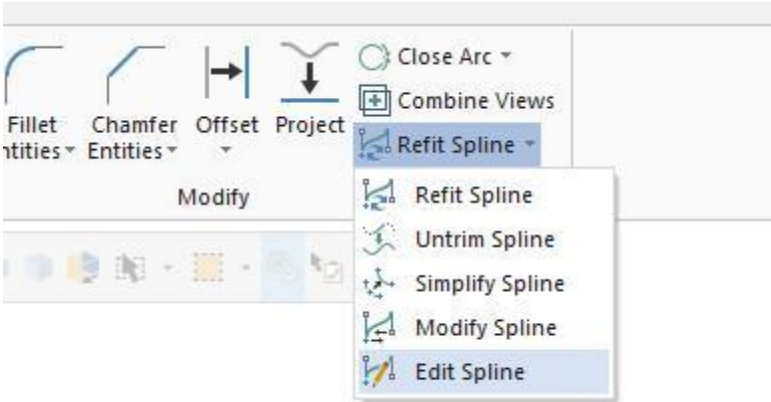 Close Arc
Combine Views
Fillet Chamfer Offset Project
ntities Entities
Refit Spline
Modify
Refit Spline
Untrim Spline
Simplify Spline
Modify Spline
Edit Spline